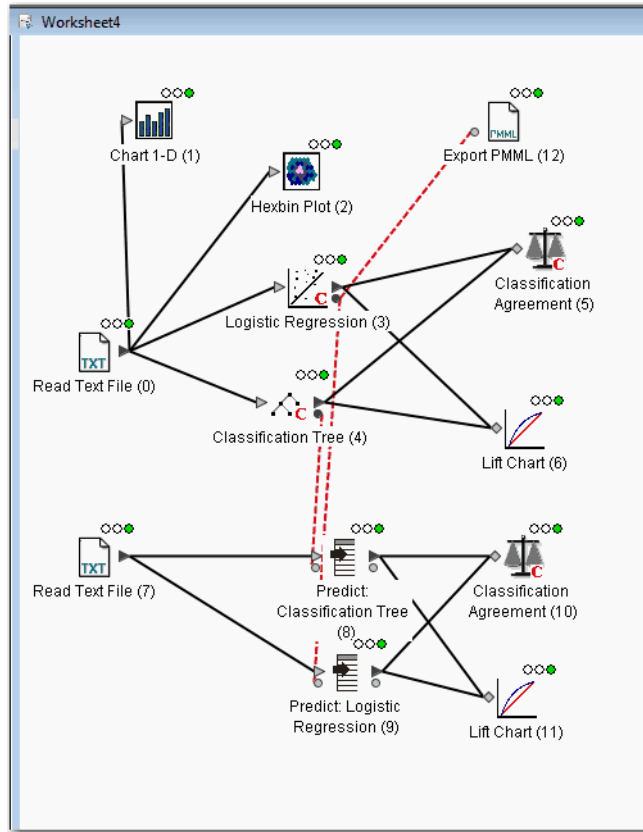 Worksheet4
Chart 1-D (1)
PMML
Export PMML (12)
Hexbin Plot (2)
C
Classification
Agreement (5)
C
Logistic Regression (3)
TXT
Read Text File (0)
C
Classification Tree (4)
Lift Chart (6)
TXT
Read Text File (7)
Predict:
Classification Tree
(8)
C
Classification
Agreement (10)
Predict: Logistic
Regression (9)
Lift Chart (11)